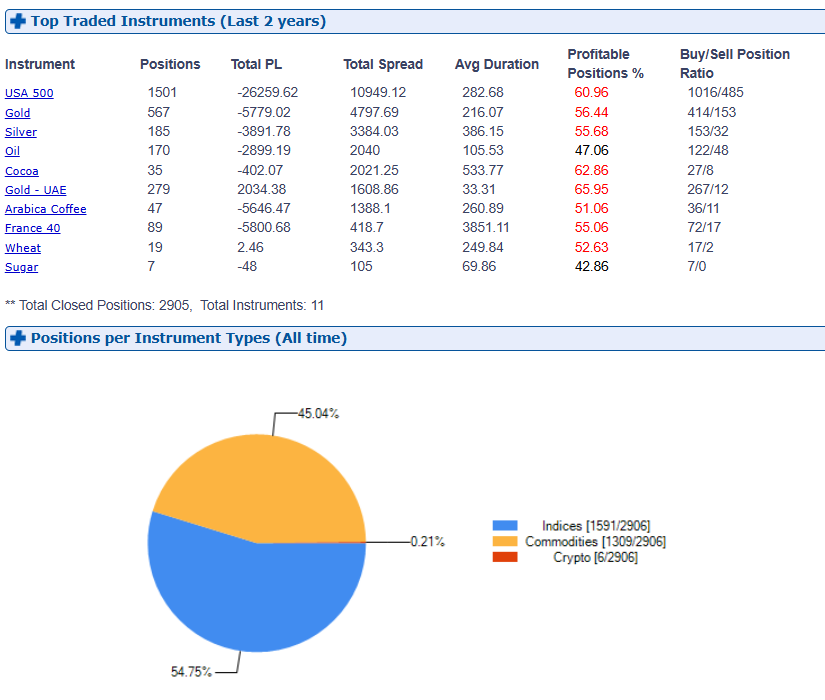 Top Traded Instruments (Last 2 years)
Instrument Positions Total PL Total Spread Avg Duration Profitable Positions % Buy/Sell Position Ratio
USA 500 1501 -26259.62 10949.12 282.68 60.96 1016/485
Gold 567 -5779.02 4797.69 216.07 56.44 414/153
Silver 185 -3891.78 3384.03 386.15 55.68 153/32
Oil 170 -2899.19 2040 105.53 47.06 122/48
Cocoa 35 -402.07 2021.25 533.77 62.86 27/8
Gold - UAE 279 2034.38 1608.86 33.31 65.95 267/12
Arabica Coffee 47 -5646.47 1388.1 260.89 51.06 36/11
France 40 89 -5800.68 418.7 3851.11 55.06 72/17
Wheat 19 2.46 343.3 249.84 52.63 17/2
Sugar 7 -48 105 69.86 42.86 7/0
** Total Closed Positions: 2905, Total Instruments: 11
Positions per Instrument Types (All time)
45.04%
0.21%
54.75%
Indices [1591/2906]
Commodities [1309/2906]
Crypto [6/2906]